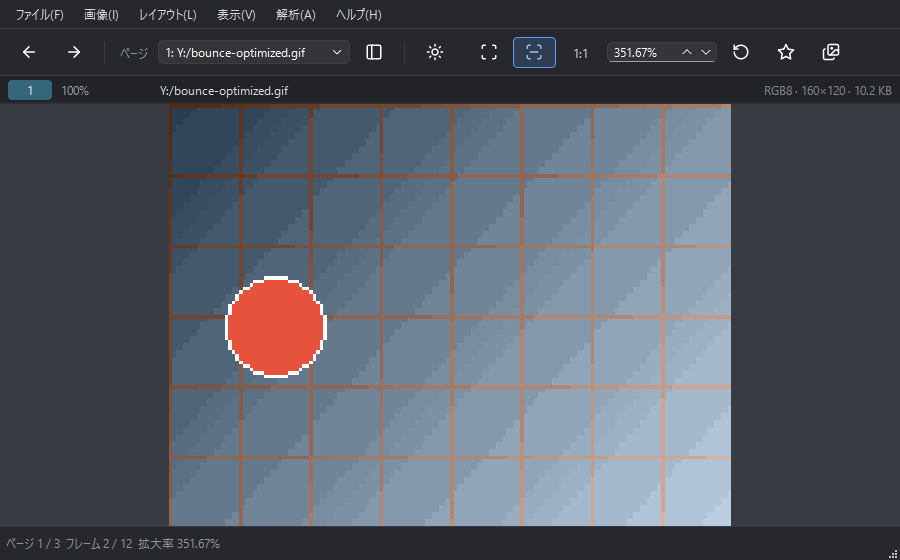 ファイル(F) 画像(I) レイアウト(L) 表示(V) 解析(A) ヘルプ(H)
ページ 1: Y:/bounce-optimized.gif 1:1 351.67%
1 100% Y:/bounce-optimized.gif RGB8 · 160×120 · 10.2 KB
ページ 1 / 3 フレーム 2 / 12 拡大率 351.67%